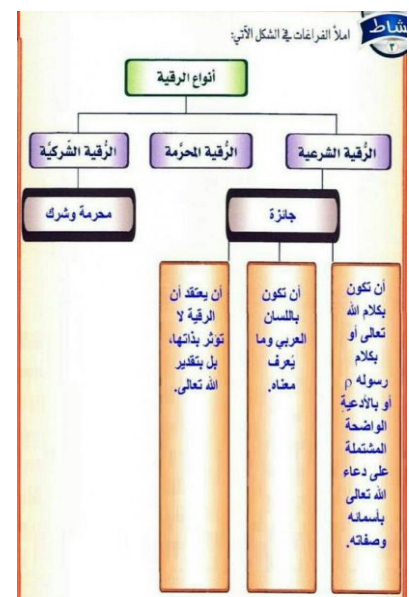 نشاط
٣
املأ الفراغات في الشكل الآتي:
أنواع الرقية
الرُّقية الشرعية
الرُّقية المحرَّمة
الرُّقية الشّركيَّة
جائزة
محرمة وشرك
أن تكون
بكلام الله
تعالى أو
بكلام
رسوله ρ
أو بالأدعية
الواضحة
المشتملة
على دعاء
الله تعالى
بأسمائه
وصفاته.
أن تكون
باللسان
العربي وما
يُعرف
معناه.
أن يعتقد أن
الرقية لا
تؤثر بذاتها،
بل بتقدير
الله تعالى.